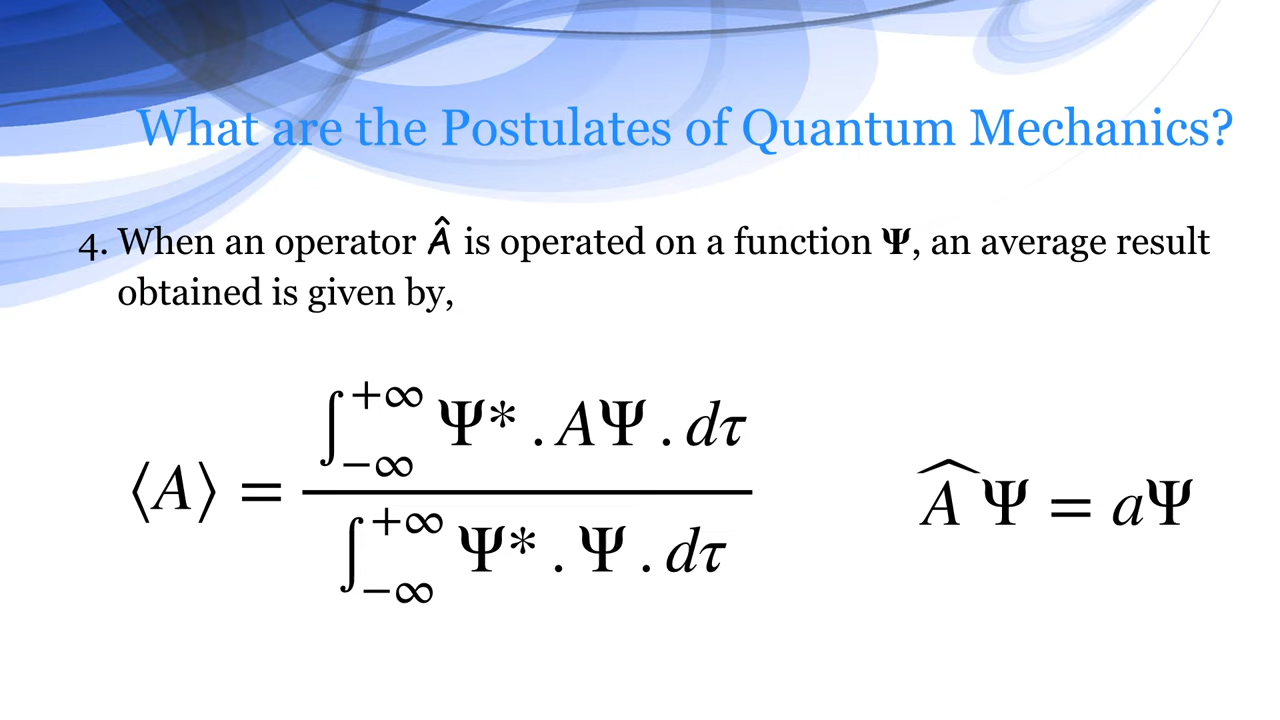 What are the Postulates of Quantum Mechanics?
4. When an operator Â is operated on a function Ψ, an average result
obtained is given by,
⟨A⟩ = ∫₋∞⁺∞ Ψ* . AΨ . dτ / ∫₋∞⁺∞ Ψ* . Ψ . dτ
Â Ψ = aΨ